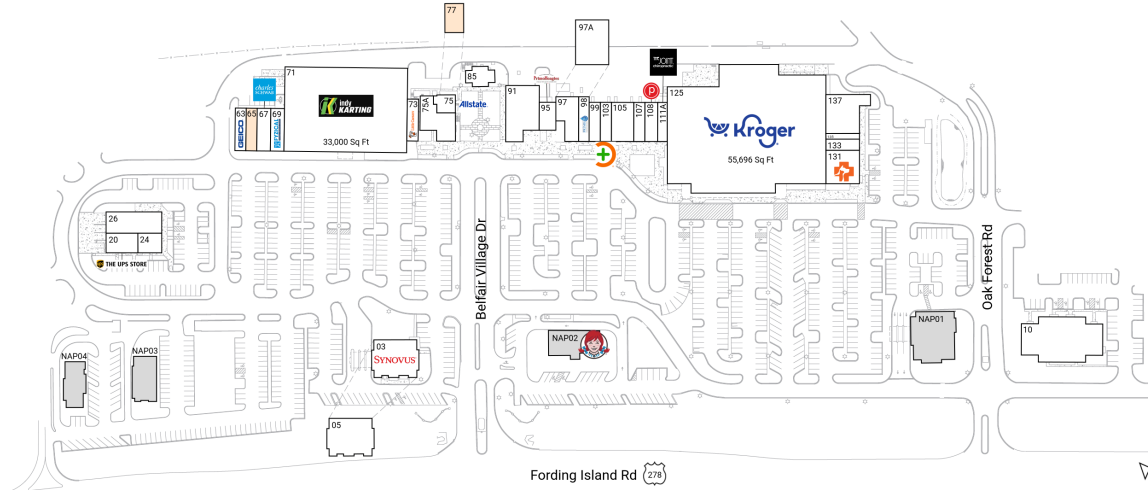 77
97A
THE JOINT
71
charles
SCHWAB
85
PrimoHoagies
indy
KARTING
33,000 Sq Ft
73
75A
75
Allstate
91
95
97
98
99
103
105
107
108
111A
125
Kroger
55,696 Sq Ft
137
133
131
63
65
67
69
GEICO
26
20
24
THE UPS STORE
Belfair Village Dr
Oak Forest Rd
NAP04
NAP03
03
SYNOVUS
NAP02
NAP01
10
05
Fording Island Rd 278